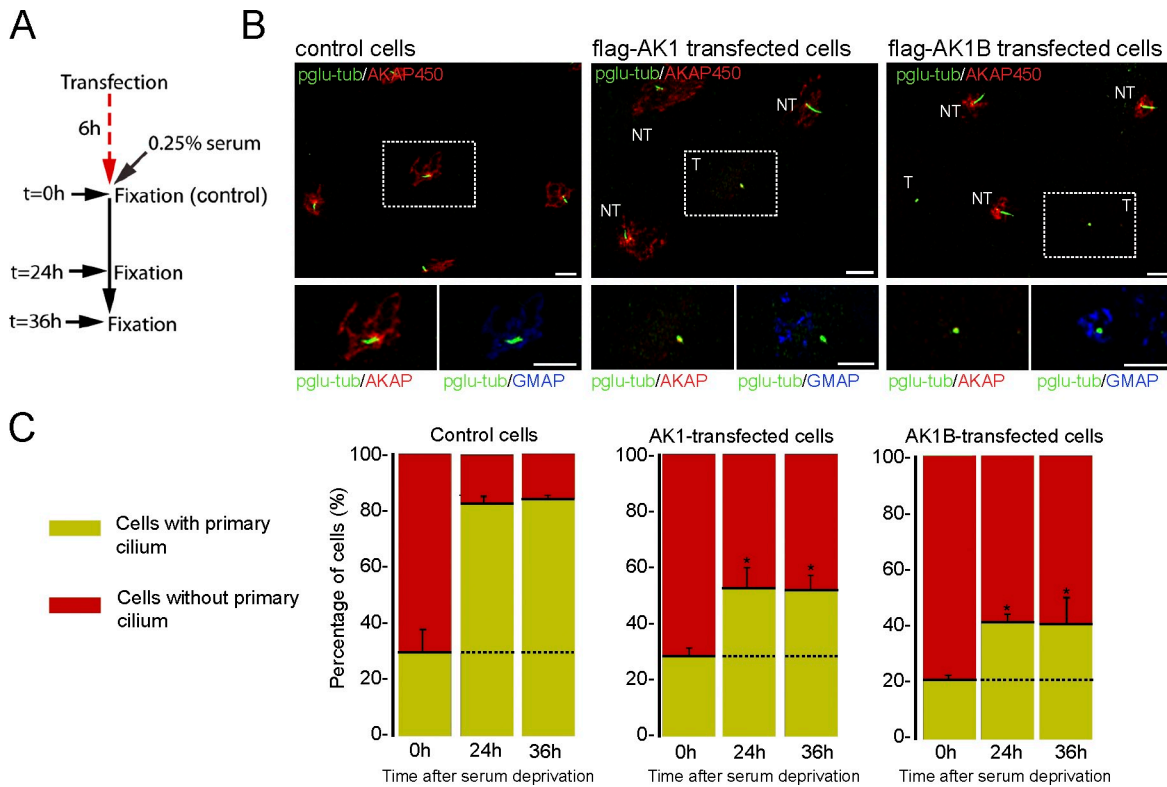 A
Transfection
6h
0.25% serum
t=0h
Fixation (control)
t=24h
Fixation
t=36h
Fixation
B
control cells
flag-AK1 transfected cells
flag-AK1B transfected cells
pglu-tub/AKAP450
pglu-tub/AKAP450
pglu-tub/AKAP450
NT
NT
T
NT
NT
T
NT
T
pglu-tub/AKAP
pglu-tub/GMAP
pglu-tub/AKAP
pglu-tub/GMAP
pglu-tub/AKAP
pglu-tub/GMAP
C
Cells with primary
cilium
Cells without primary
cilium
Percentage of cells (%)
Control cells
100-
80-
60-
40-
20-
0-
0h 24h 36h
Time after serum deprivation
AK1-transfected cells
100-
80-
60-
40-
20-
0-
* *
0h 24h 36h
Time after serum deprivation
AK1B-transfected cells
100-
80-
60-
40-
20-
0-
* *
0h 24h 36h
Time after serum deprivation